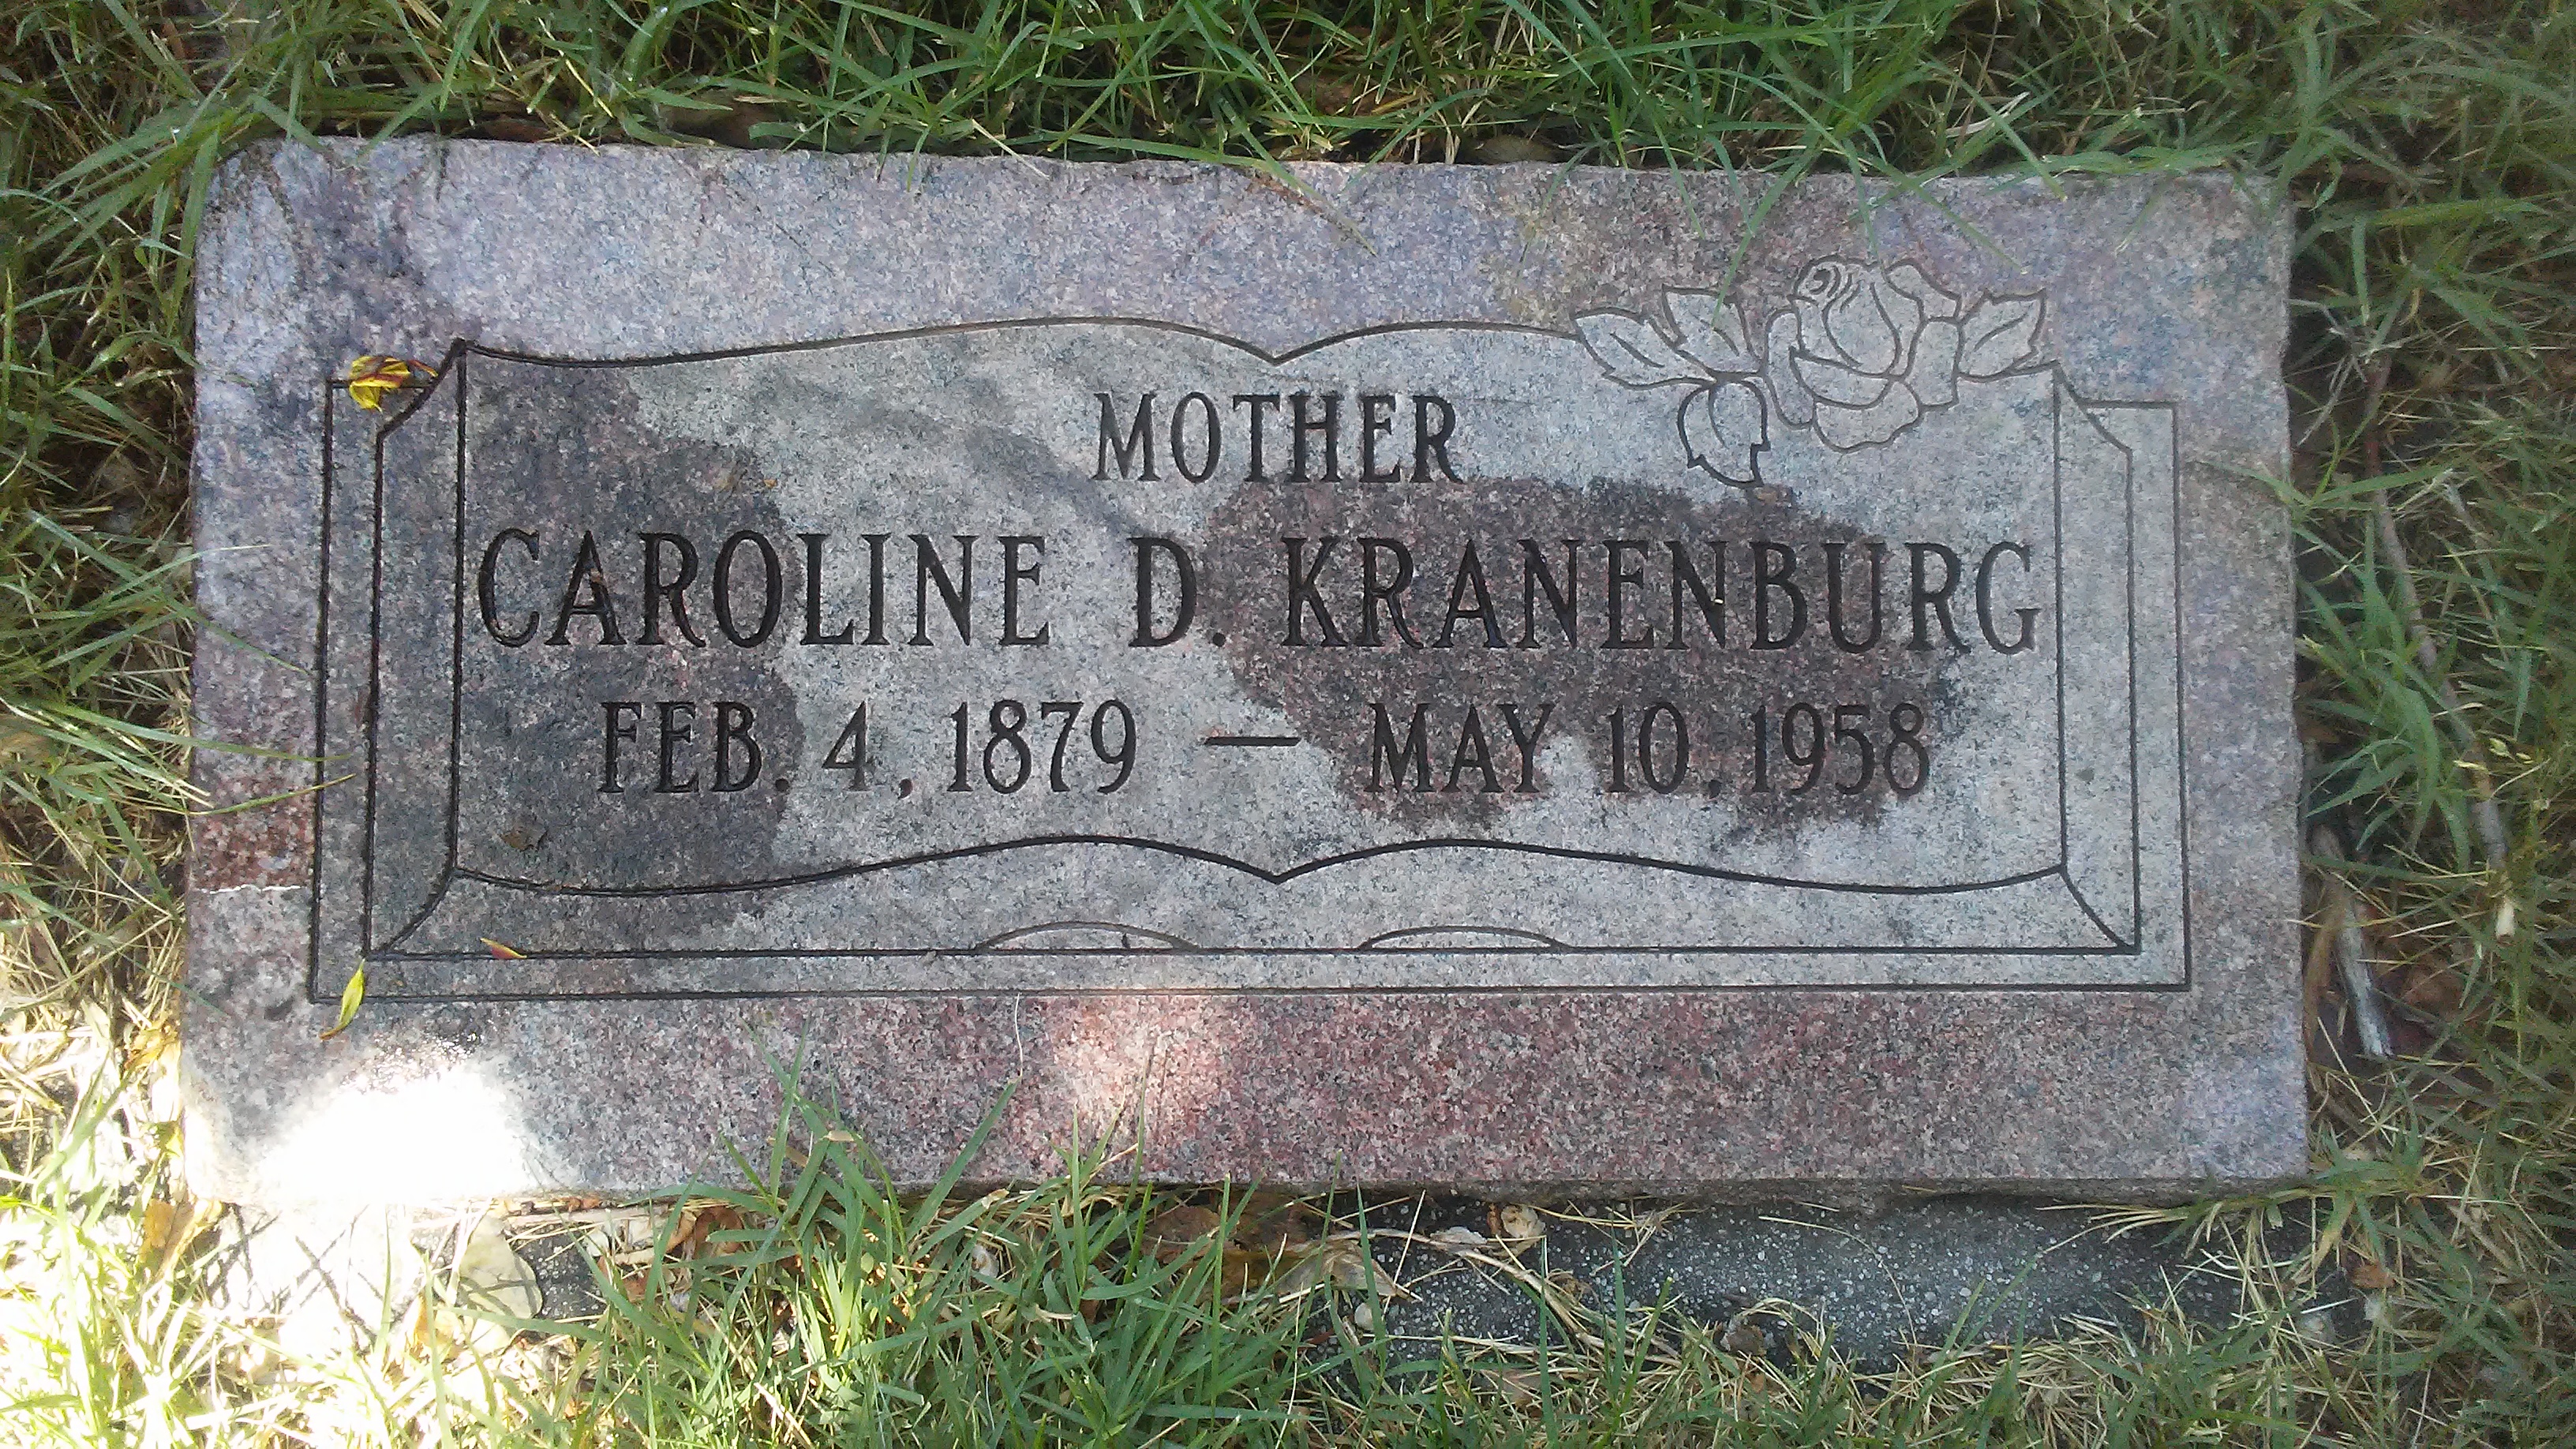 MOTHER
CAROLINE D. KRANENBURG
FEB. 4, 1879 — MAY 10, 1958